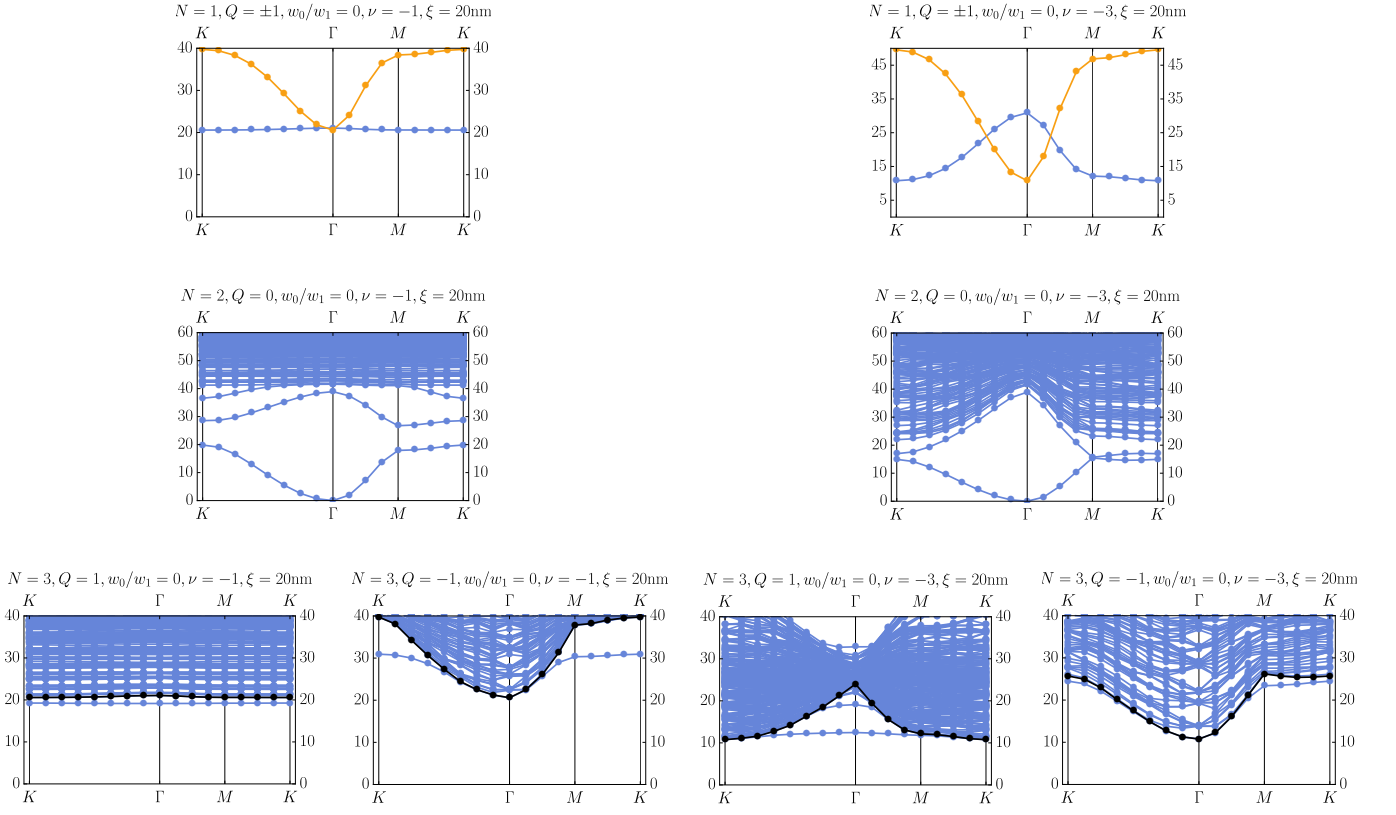 N = 1, Q = ±1, w₀/w₁ = 0, ν = −1, ξ = 20nm
K Γ M K
40 40
30 30
20 20
10 10
0 0
K Γ M K
N = 1, Q = ±1, w₀/w₁ = 0, ν = −3, ξ = 20nm
K Γ M K
45 45
35 35
25 25
15 15
5 5
K Γ M K
N = 2, Q = 0, w₀/w₁ = 0, ν = −1, ξ = 20nm
K Γ M K
60 60
50 50
40 40
30 30
20 20
10 10
0 0
K Γ M K
N = 2, Q = 0, w₀/w₁ = 0, ν = −3, ξ = 20nm
K Γ M K
60 60
50 50
40 40
30 30
20 20
10 10
0 0
K Γ M K
N = 3, Q = 1, w₀/w₁ = 0, ν = −1, ξ = 20nm
K Γ M K
40 40
30 30
20 20
10 10
0 0
K Γ M K
N = 3, Q = −1, w₀/w₁ = 0, ν = −1, ξ = 20nm
K Γ M K
40 40
30 30
20 20
10 10
0 0
K Γ M K
N = 3, Q = 1, w₀/w₁ = 0, ν = −3, ξ = 20nm
K Γ M K
40 40
30 30
20 20
10 10
0 0
K Γ M K
N = 3, Q = −1, w₀/w₁ = 0, ν = −3, ξ = 20nm
K Γ M K
40 40
30 30
20 20
10 10
0 0
K Γ M K